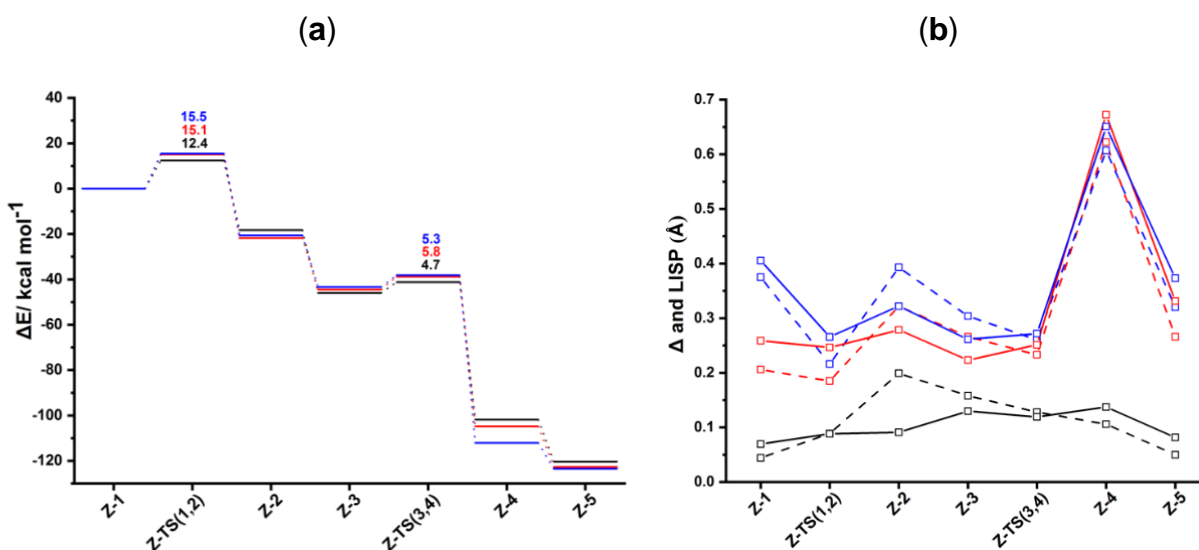 (a)
ΔE/ kcal mol⁻¹
40
20
0
-20
-40
-60
-80
-100
-120
15.5
15.1
12.4
5.3
5.8
4.7
Z-1
Z-TS(1,2)
Z-2
Z-3
Z-TS(3,4)
Z-4
Z-5
(b)
Δ and LISP (Å)
0.7
0.6
0.5
0.4
0.3
0.2
0.1
0.0
Z-1
Z-TS(1,2)
Z-2
Z-3
Z-TS(3,4)
Z-4
Z-5